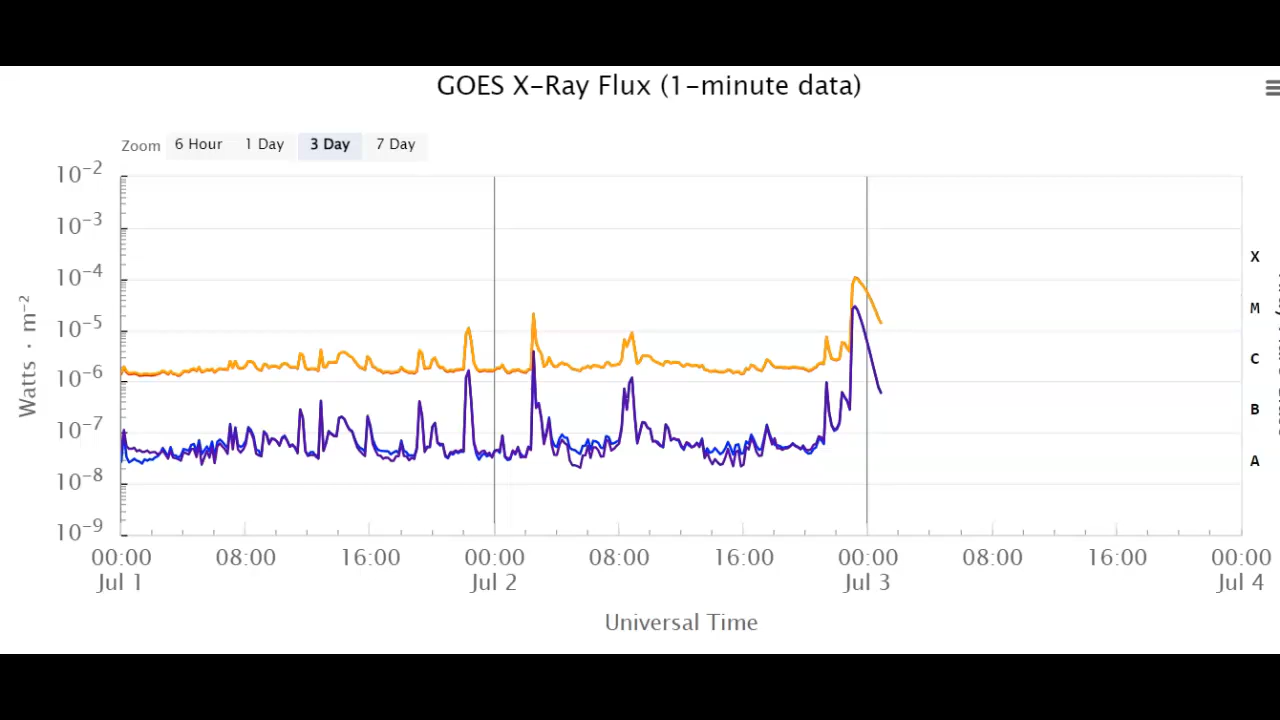 GOES X-Ray Flux (1-minute data)
Zoom 6 Hour 1 Day 3 Day 7 Day
10⁻²
10⁻³
10⁻⁴
10⁻⁵
10⁻⁶
10⁻⁷
10⁻⁸
10⁻⁹
Watts · m⁻²
X
M
C
B
A
00:00 08:00 16:00 00:00 08:00 16:00 00:00 08:00 16:00 00:00
Jul 1 Jul 2 Jul 3 Jul 4
Universal Time